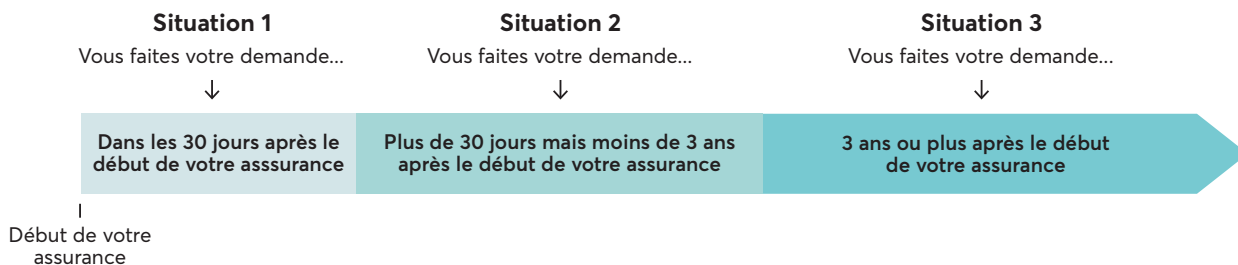 Situation 1
Vous faites votre demande...
Dans les 30 jours après le
début de votre asssurance
Situation 2
Vous faites votre demande...
Plus de 30 jours mais moins de 3 ans
après le début de votre assurance
Situation 3
Vous faites votre demande...
3 ans ou plus après le début
de votre assurance
Début de votre
assurance